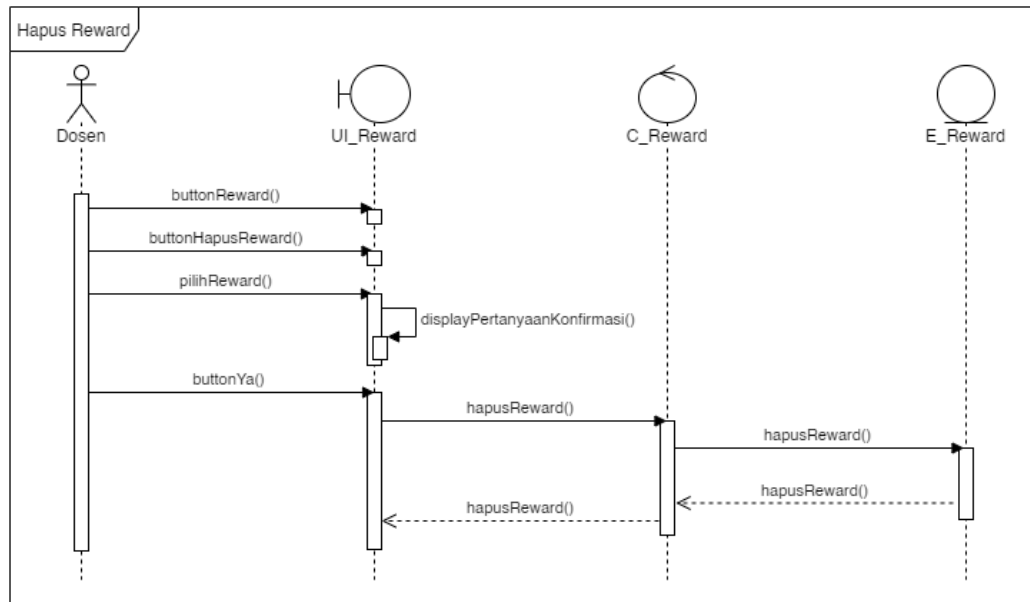 Hapus Reward
Dosen
UI_Reward
C_Reward
E_Reward
buttonReward()
buttonHapusReward()
pilihReward()
displayPertanyaanKonfirmasi()
buttonYa()
hapusReward()
hapusReward()
hapusReward()
hapusReward()